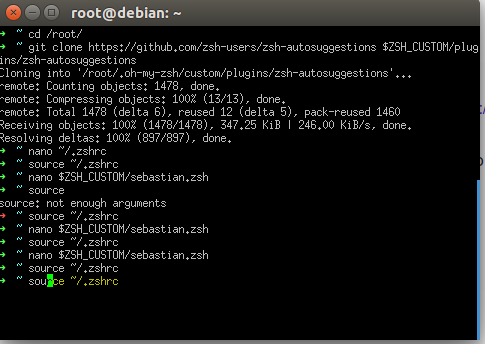 root@debian: ~
➜ ~ cd /root/
➜ ~ git clone https://github.com/zsh-users/zsh-autosuggestions $ZSH_CUSTOM/plug
ins/zsh-autosuggestions
Cloning into '/root/.oh-my-zsh/custom/plugins/zsh-autosuggestions'...
remote: Counting objects: 1478, done.
remote: Compressing objects: 100% (13/13), done.
remote: Total 1478 (delta 6), reused 12 (delta 5), pack-reused 1460
Receiving objects: 100% (1478/1478), 347.25 KiB | 246.00 KiB/s, done.
Resolving deltas: 100% (897/897), done.
➜ ~ nano ~/.zshrc
➜ ~ source ~/.zshrc
➜ ~ nano $ZSH_CUSTOM/sebastian.zsh
➜ ~ source
source: not enough arguments
➜ ~ source ~/.zshrc
➜ ~ nano $ZSH_CUSTOM/sebastian.zsh
➜ ~ source ~/.zshrc
➜ ~ nano $ZSH_CUSTOM/sebastian.zsh
➜ ~ source ~/.zshrc
➜ ~ source ~/.zshrc